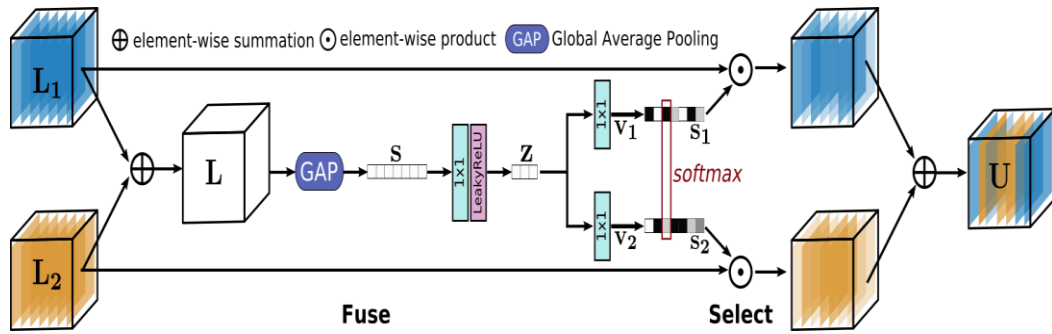 ⊕ element-wise summation ⊙ element-wise product GAP Global Average Pooling
L₁
L₂
L
GAP
S
1×1
LeakyReLU
Z
1×1
V₁
S₁
softmax
1×1
V₂
S₂
U
Fuse
Select